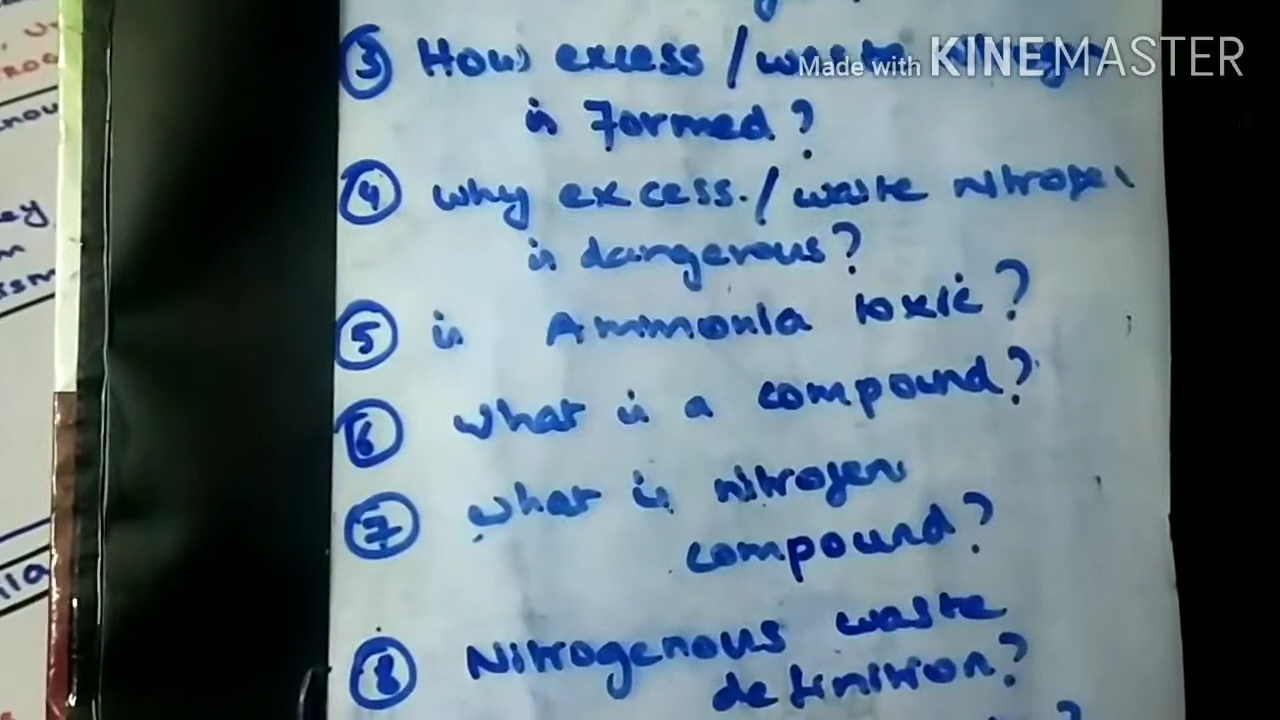 ③ How excess / waste
Made with KINEMASTER
is Formed?
④ why excess. / waste nitrogen
is dangerous?
⑤ is Ammonia toxic?
⑥ what is a compound?
⑦ what is nitrogen
compound?
⑧ Nitrogenous waste
definition?